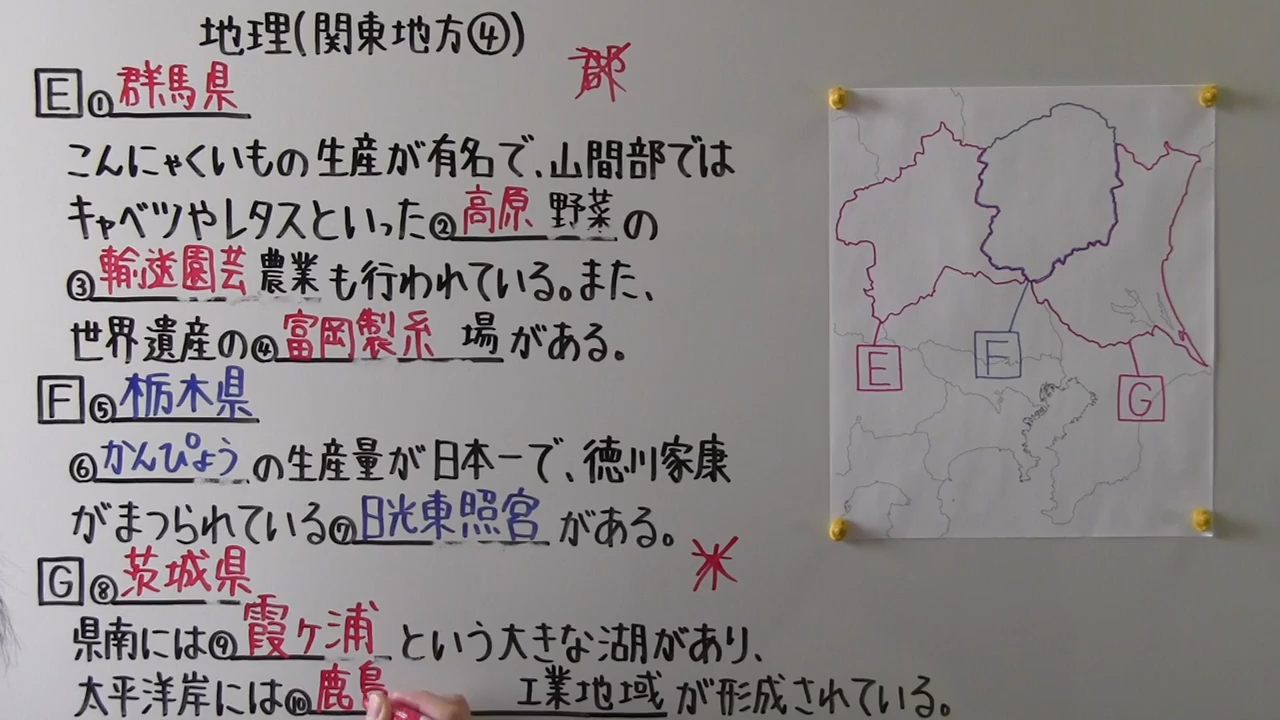 地理(関東地方④)
郡
E ①群馬県
こんにゃくいもの生産が有名で、山間部では
キャベツやレタスといった②高原野菜の
③輸送園芸農業も行われている。また、
世界遺産の④富岡製糸 場がある。
F ⑤栃木県
⑥かんぴょうの生産量が日本一で、徳川家康
がまつられている⑦日光東照宮がある。
G ⑧茨城県
県南には⑨霞ヶ浦という大きな湖があり、
太平洋岸には⑩鹿島 工業地域が形成されている。
E
F
G